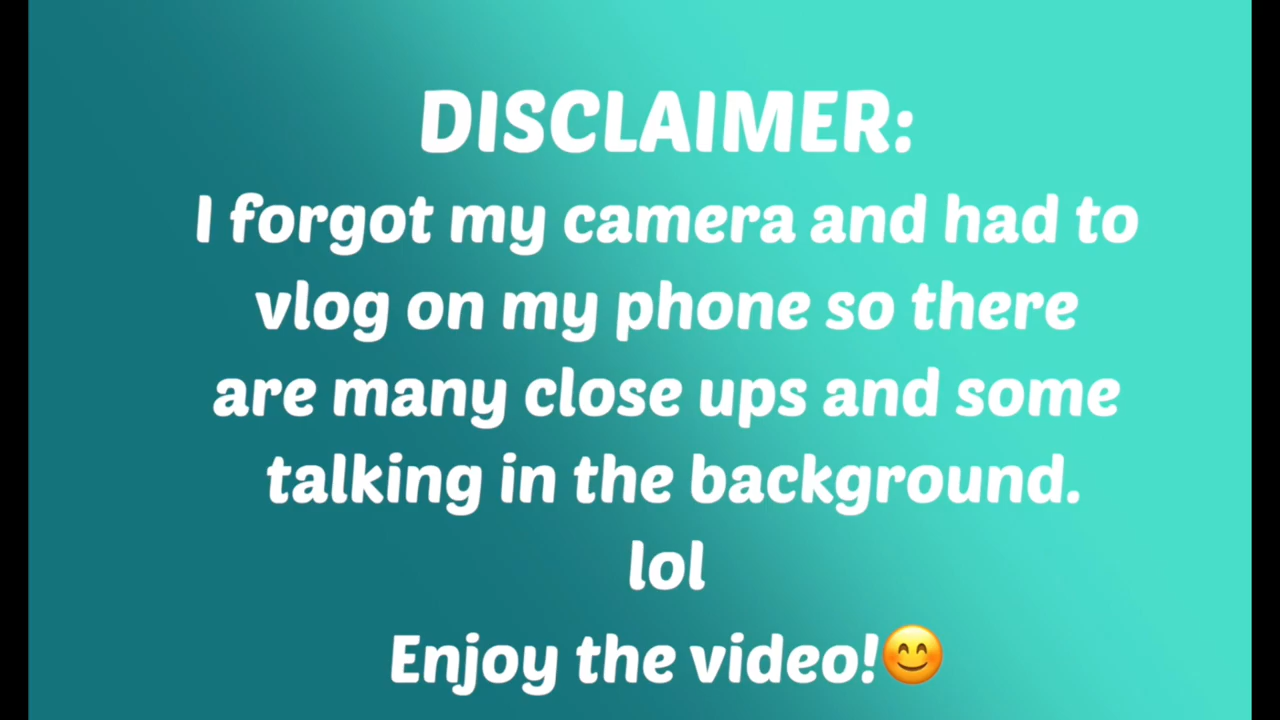 DISCLAIMER:
I forgot my camera and had to
vlog on my phone so there
are many close ups and some
talking in the background.
lol
Enjoy the video!😊